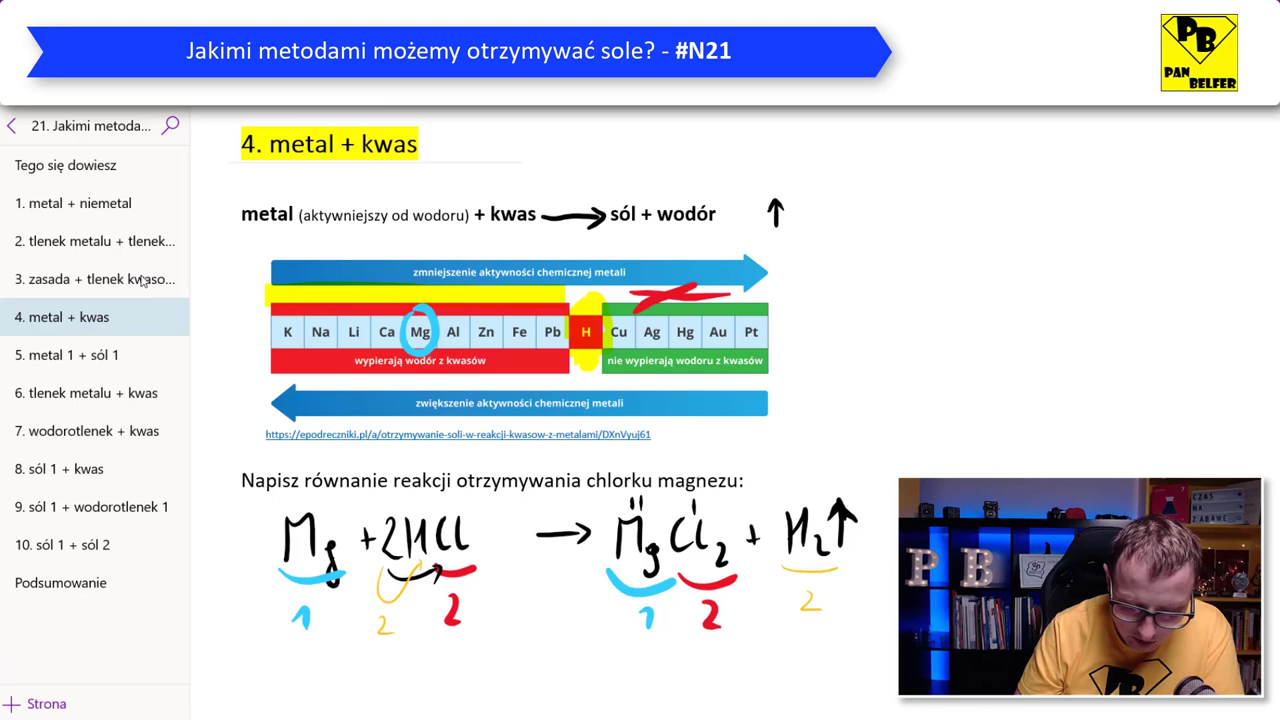 Jakimi metodami możemy otrzymywać sole? - #N21
PB
PAN
BELFER
21. Jakimi metoda...
Tego się dowiesz
1. metal + niemetal
2. tlenek metalu + tlenek...
3. zasada + tlenek kwaso...
4. metal + kwas
5. metal 1 + sól 1
6. tlenek metalu + kwas
7. wodorotlenek + kwas
8. sól 1 + kwas
9. sól 1 + wodorotlenek 1
10. sól 1 + sól 2
Podsumowanie
Strona
4. metal + kwas
metal (aktywniejszy od wodoru) + kwas → sól + wodór ↑
zmniejszenie aktywności chemicznej metali
K Na Li Ca Mg Al Zn Fe Pb H Cu Ag Hg Au Pt
wypierają wodór z kwasów nie wypierają wodoru z kwasów
zwiększenie aktywności chemicznej metali
https://epodreczniki.pl/a/otrzymywanie-soli-w-reakcji-kwasow-z-metalami/DXnVyuj61
Napisz równanie reakcji otrzymywania chlorku magnezu:
Mg + 2HCl → MgCl2 + H2↑
1 2 2 1 2 2
P B
CZAS
NA
ZABAWE
PB